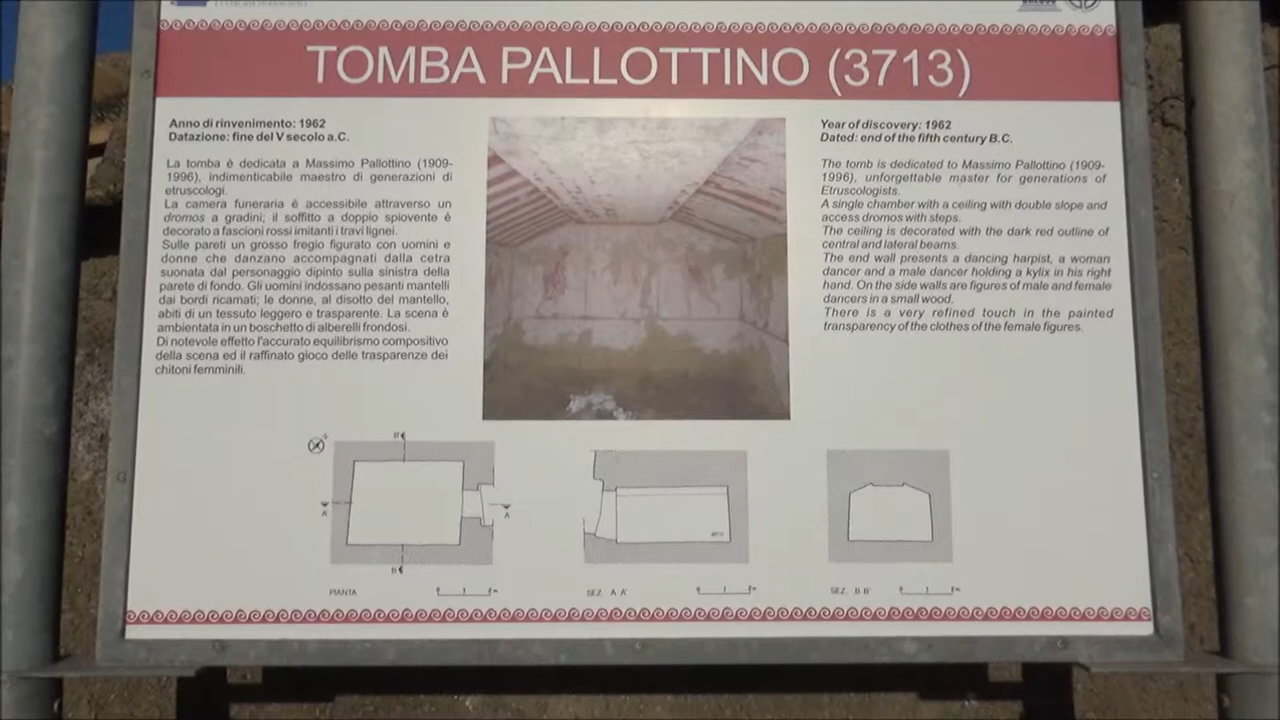 TOMBA PALLOTTINO (3713)
Anno di rinvenimento: 1962
Datazione: fine del V secolo a.C.
La tomba è dedicata a Massimo Pallottino (1909-
1996), indimenticabile maestro di generazioni di
etruscologi.
La camera funeraria è accessibile attraverso un
dromos a gradini; il soffitto a doppio spiovente è
decorato a fascioni rossi imitanti i travi lignei.
Sulle pareti un grosso fregio figurato con uomini e
donne che danzano accompagnati dalla cetra
suonata dal personaggio dipinto sulla sinistra della
parete di fondo. Gli uomini indossano pesanti mantelli
dai bordi ricamati; le donne, al disotto del mantello,
abiti di un tessuto leggero e trasparente. La scena è
ambientata in un boschetto di alberelli frondosi.
Di notevole effetto l'accurato equilibrismo compositivo
della scena ed il raffinato gioco delle trasparenze dei
chitoni femminili.
Year of discovery: 1962
Dated: end of the fifth century B.C.
The tomb is dedicated to Massimo Pallottino (1909-
1996), unforgettable master for generations of
Etruscologists.
A single chamber with a ceiling with double slope and
access dromos with steps.
The ceiling is decorated with the dark red outline of
central and lateral beams.
The end wall presents a dancing harpist, a woman
dancer and a male dancer holding a kylix in his right
hand. On the side walls are figures of male and female
dancers in a small wood.
There is a very refined touch in the painted
transparency of the clothes of the female figures.
B'
A
A'
B
PIANTA
SEZ. A A'
SEZ. B B'